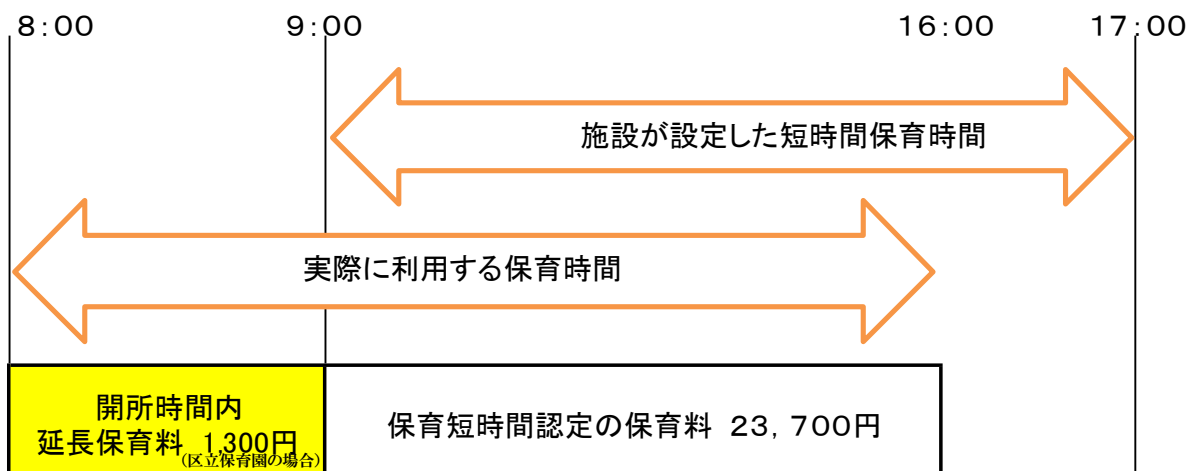 8:00 9:00 16:00 17:00
施設が設定した短時間保育時間
実際に利用する保育時間
開所時間内
延長保育料 1,300円
(区立保育園の場合)
保育短時間認定の保育料 23,700円